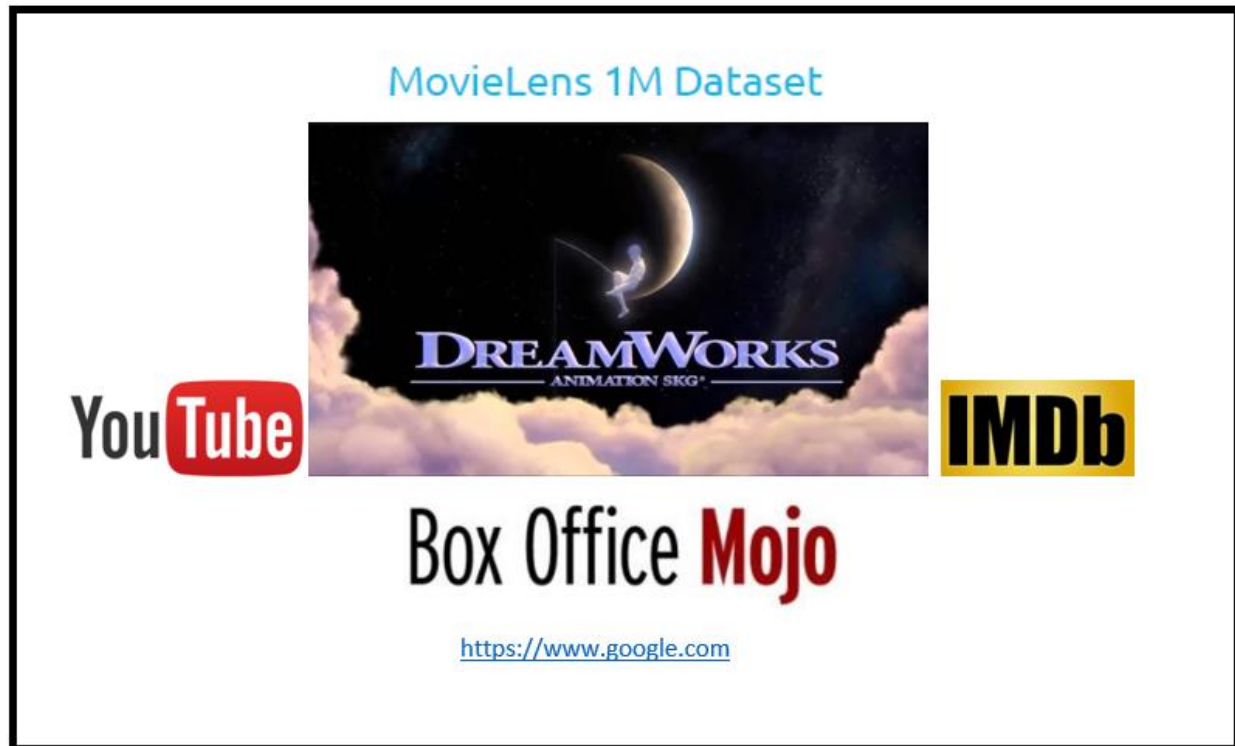 MovieLens 1M Dataset
DREAMWORKS
ANIMATION SKG®
YouTube
IMDb
Box Office Mojo
https://www.google.com